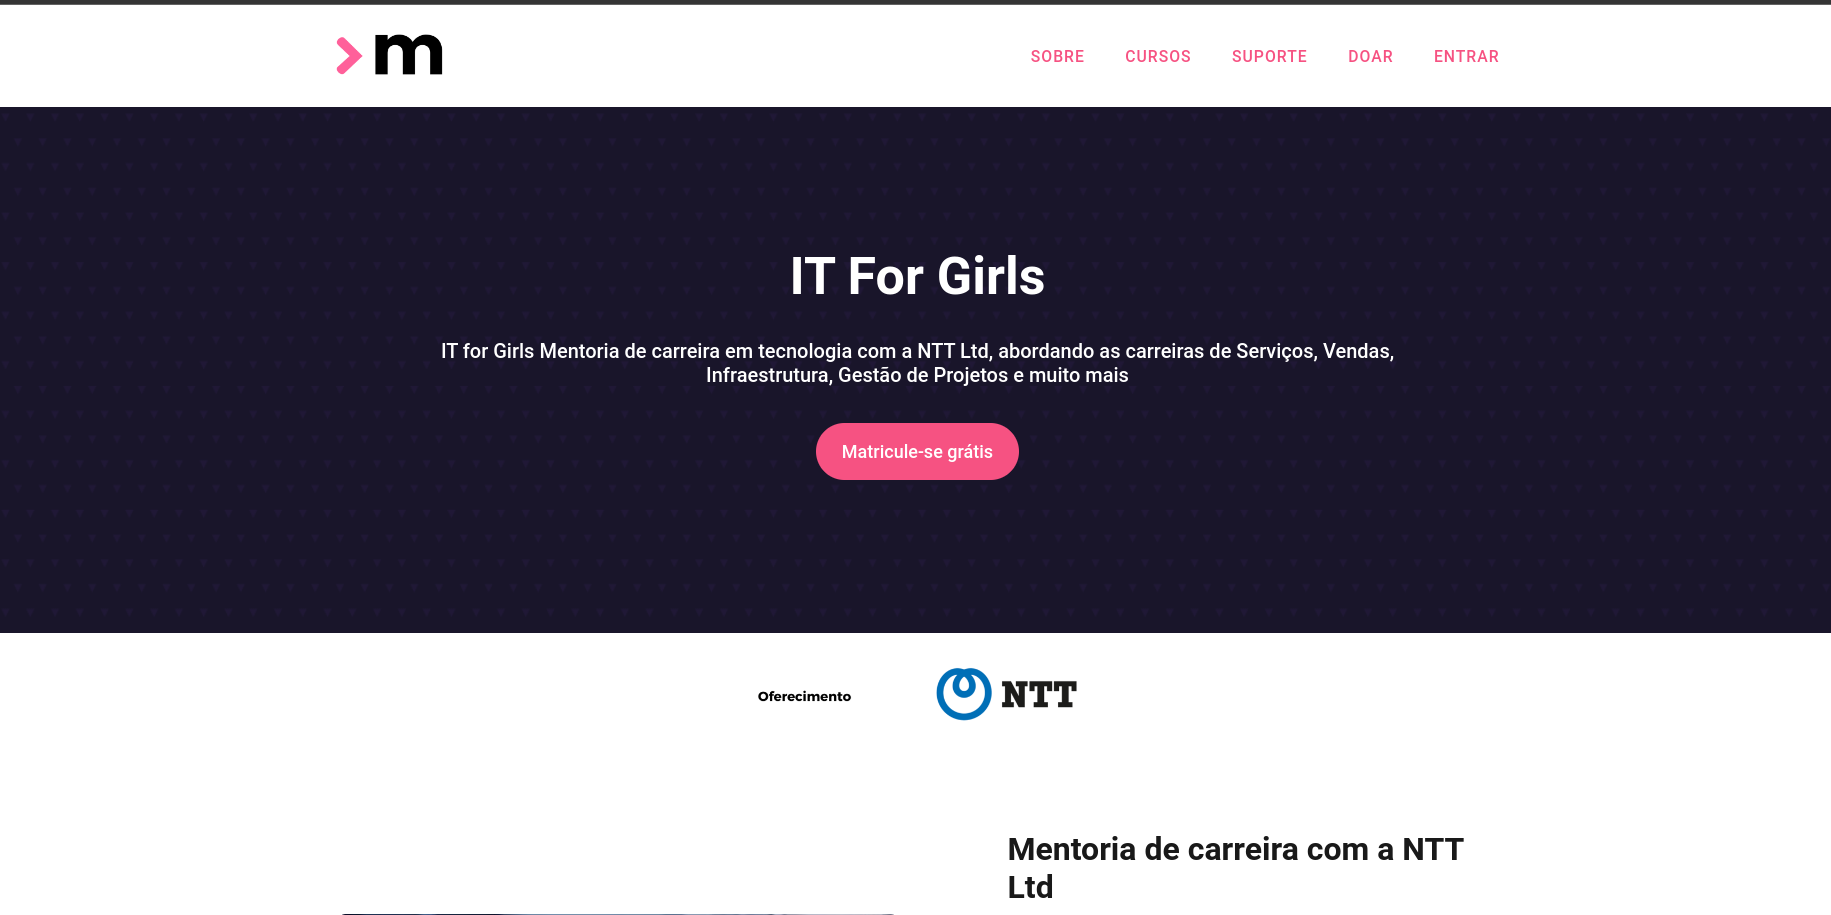 m
SOBRE CURSOS SUPORTE DOAR ENTRAR
IT For Girls
IT for Girls Mentoria de carreira em tecnologia com a NTT Ltd, abordando as carreiras de Serviços, Vendas,
Infraestrutura, Gestão de Projetos e muito mais
Matricule-se grátis
Oferecimento
NTT
Mentoria de carreira com a NTT
Ltd